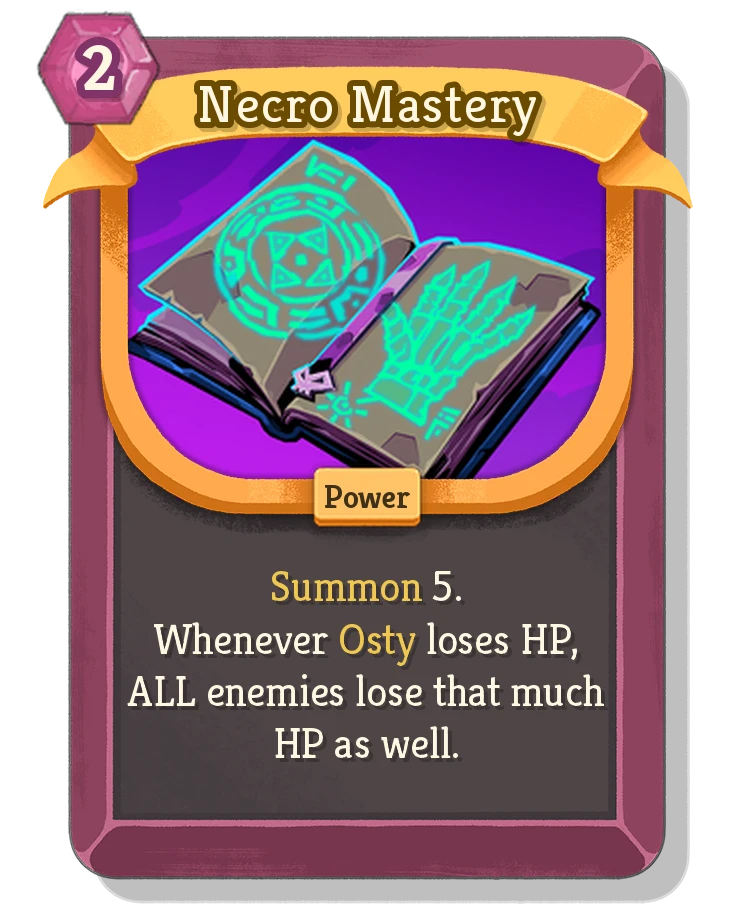 2
Necro Mastery
Power
Summon 5.
Whenever Osty loses HP,
ALL enemies lose that much
HP as well.